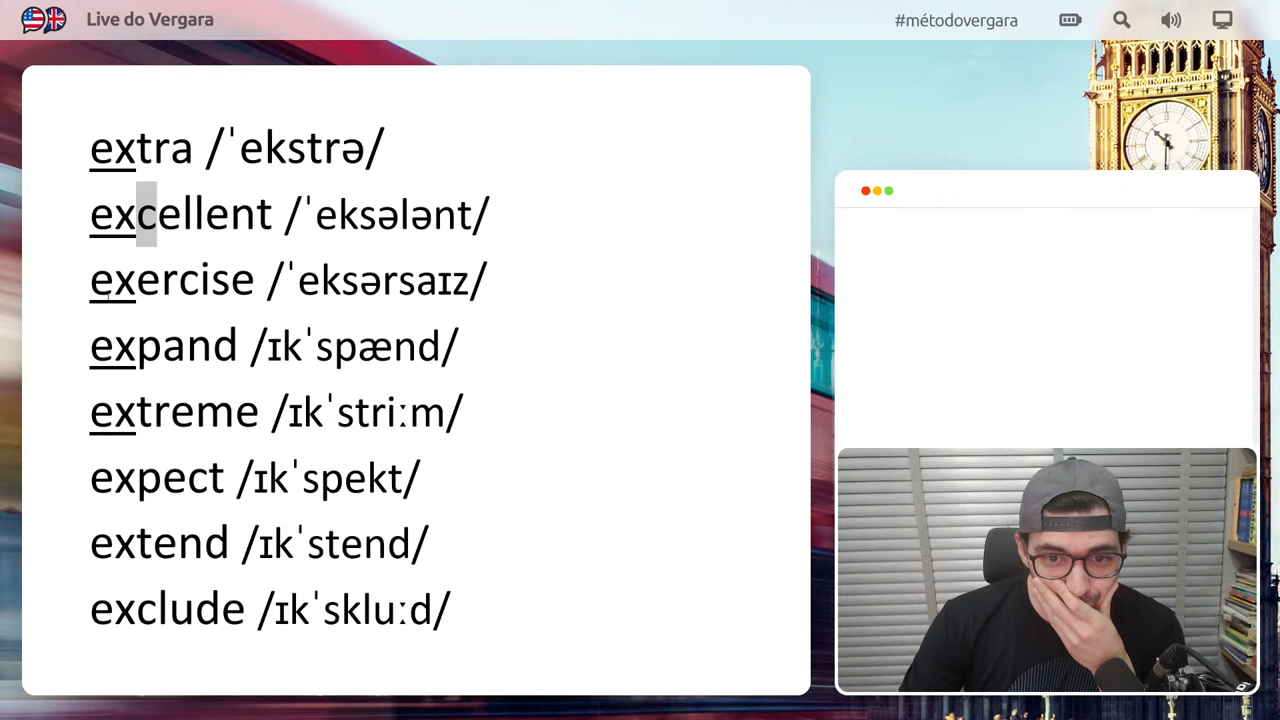 Live do Vergara
#métodovergara
extra /ˈekstrə/
excellent /ˈeksələnt/
exercise /ˈeksərsaɪz/
expand /ɪkˈspænd/
extreme /ɪkˈstriːm/
expect /ɪkˈspekt/
extend /ɪkˈstend/
exclude /ɪkˈskluːd/